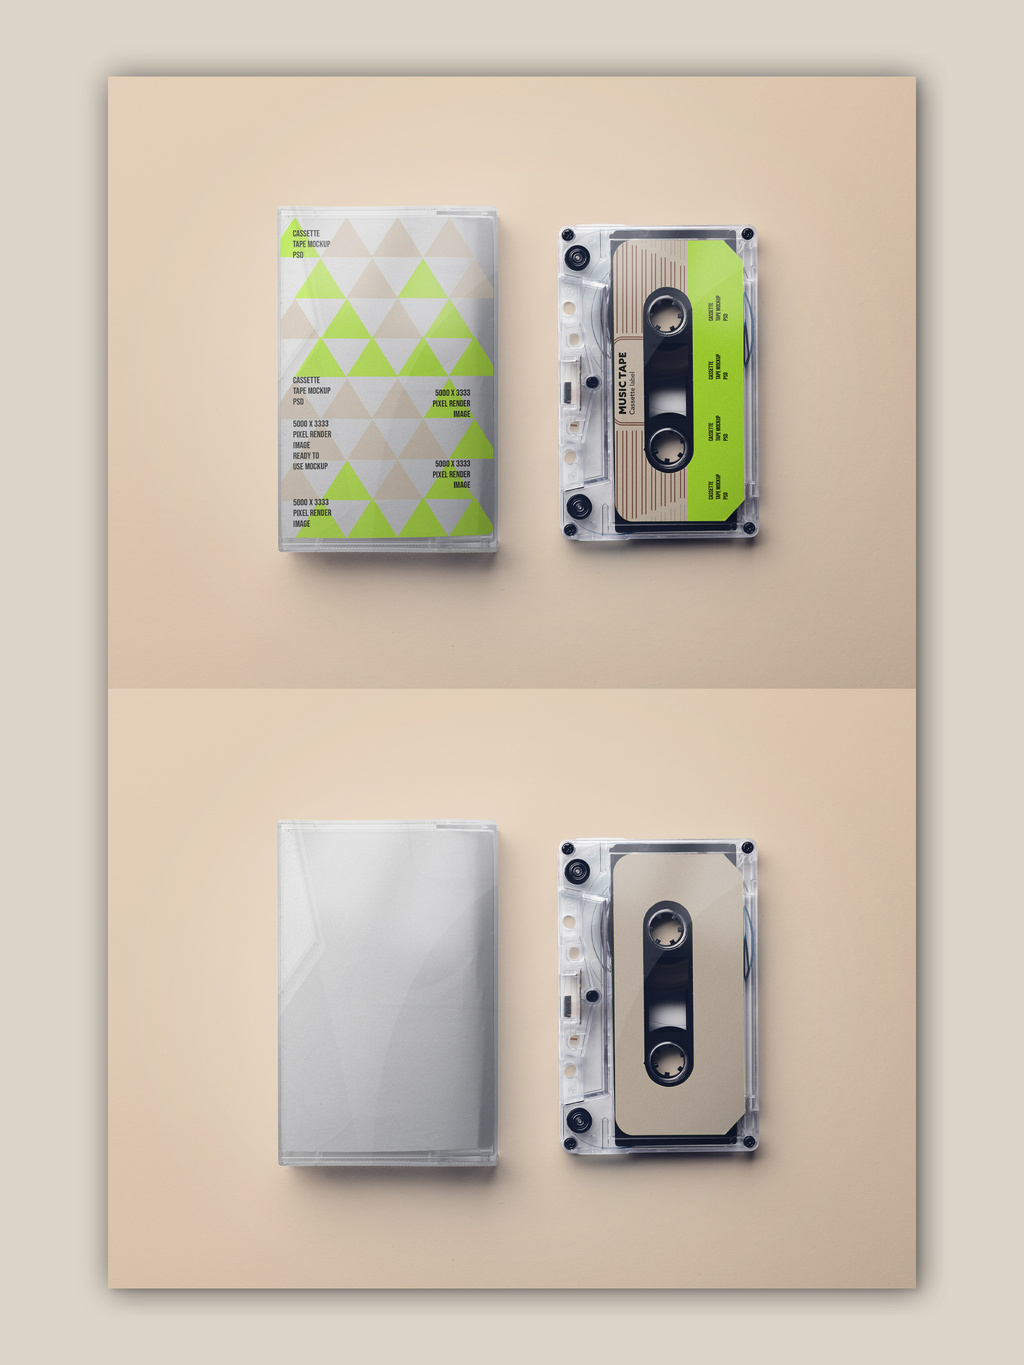 CASSETTE
TAPE MOCKUP
PSD
CASSETTE
TAPE MOCKUP
PSD
5000 X 3333
PIXEL RENDER
IMAGE
5000 X 3333
PIXEL RENDER
IMAGE
READY TO
USE MOCKUP
5000 X 3333
PIXEL RENDER
IMAGE
5000 X 3333
PIXEL RENDER
IMAGE
MUSIC TAPE
Cassette label
CASSETTE
TAPE MOCKUP
PSD
CASSETTE
TAPE MOCKUP
PSD
CASSETTE
TAPE MOCKUP
PSD
CASSETTE
TAPE MOCKUP
PSD